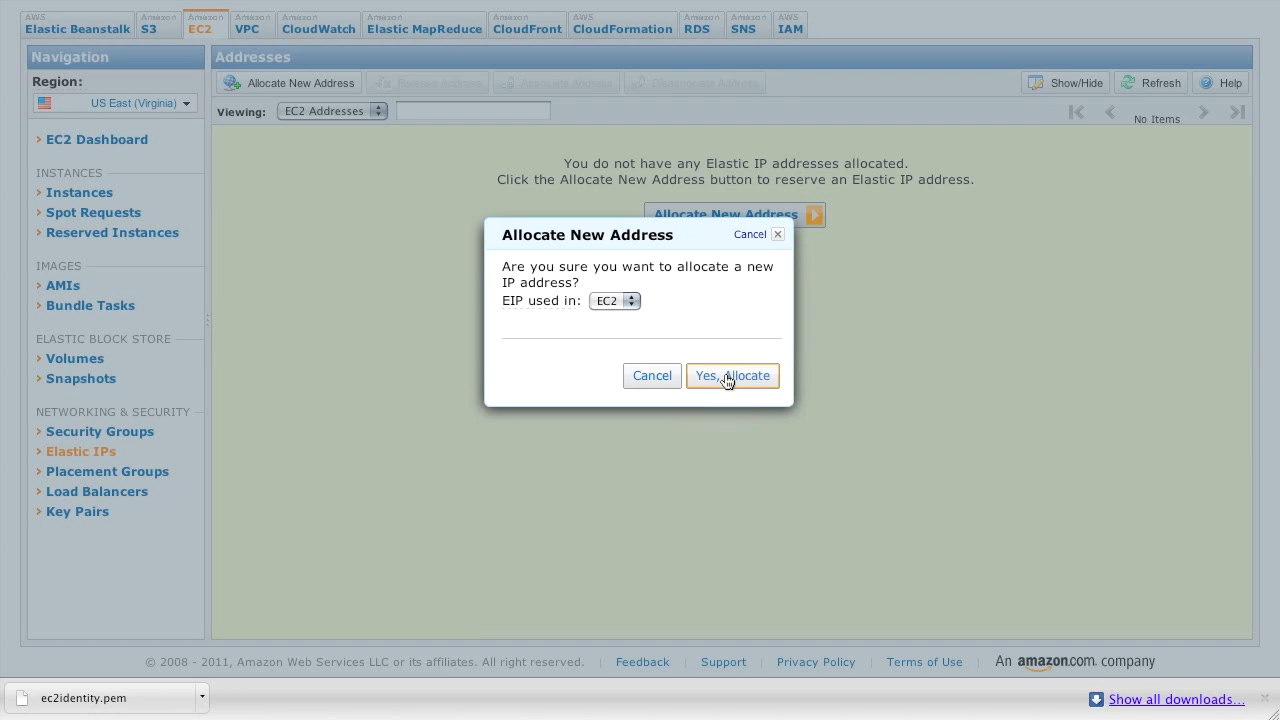 AWS
Elastic Beanstalk
Amazon
S3
Amazon
EC2
Amazon
VPC
Amazon
CloudWatch
Amazon
Elastic MapReduce
Amazon
CloudFront
AWS
CloudFormation
Amazon
RDS
Amazon
SNS
AWS
IAM
Navigation
Region:
US East (Virginia)
EC2 Dashboard
INSTANCES
Instances
Spot Requests
Reserved Instances
IMAGES
AMIs
Bundle Tasks
ELASTIC BLOCK STORE
Volumes
Snapshots
NETWORKING & SECURITY
Security Groups
Elastic IPs
Placement Groups
Load Balancers
Key Pairs
Addresses
Allocate New Address
Release Address
Associate Address
Disassociate Address
Show/Hide
Refresh
Help
Viewing:
EC2 Addresses
No Items
You do not have any Elastic IP addresses allocated.
Click the Allocate New Address button to reserve an Elastic IP address.
Allocate New Address
Allocate New Address
Cancel
Are you sure you want to allocate a new
IP address?
EIP used in:
EC2
Cancel
Yes, Allocate
© 2008 - 2011, Amazon Web Services LLC or its affiliates. All right reserved.
Feedback
Support
Privacy Policy
Terms of Use
An amazon.com. company
ec2identity.pem
Show all downloads...